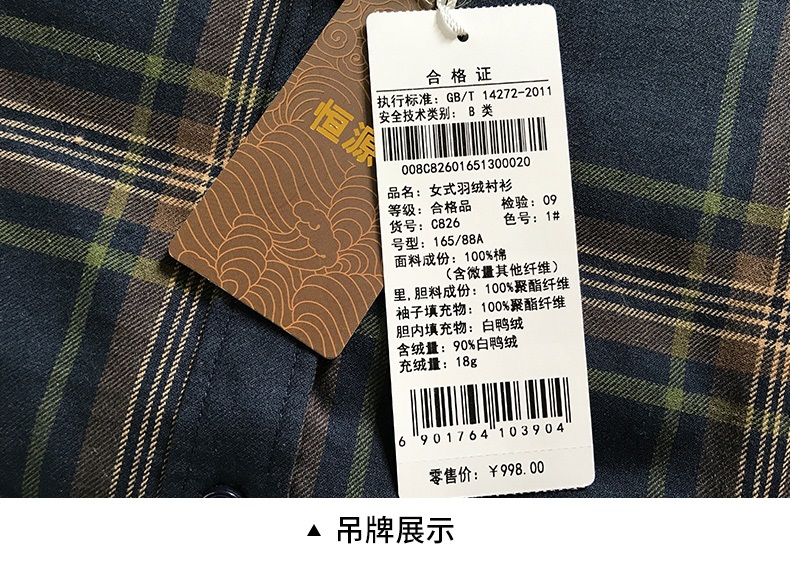 恒源
合格证
执行标准: GB/T 14272-2011
安全技术类别: B 类
008C82601651300020
品名: 女式羽绒衬衫
等级: 合格品 检验: 09
货号: C826 色号: 1#
号型: 165/88A
面料成份: 100%棉
(含微量其他纤维)
里,胆料成份: 100%聚酯纤维
袖子填充物: 100%聚酯纤维
胆内填充物: 白鸭绒
含绒量: 90%白鸭绒
充绒量: 18g
6 901764 103904
零售价: ¥998.00
▲ 吊牌展示